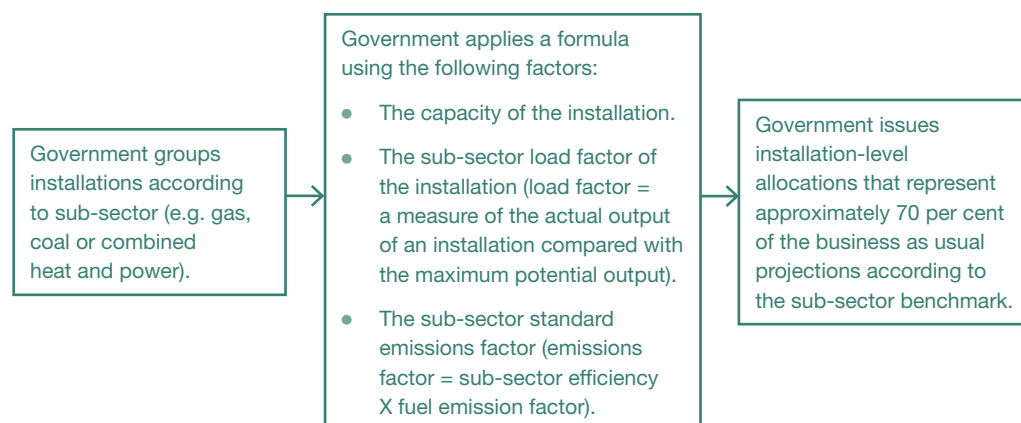 Government groups
installations according
to sub-sector (e.g. gas,
coal or combined
heat and power).
Government applies a formula
using the following factors:
● The capacity of the installation.
● The sub-sector load factor of
the installation (load factor =
a measure of the actual output
of an installation compared with
the maximum potential output).
● The sub-sector standard
emissions factor (emissions
factor = sub-sector efficiency
X fuel emission factor).
Government issues
installation-level
allocations that represent
approximately 70 per cent
of the business as usual
projections according to
the sub-sector benchmark.